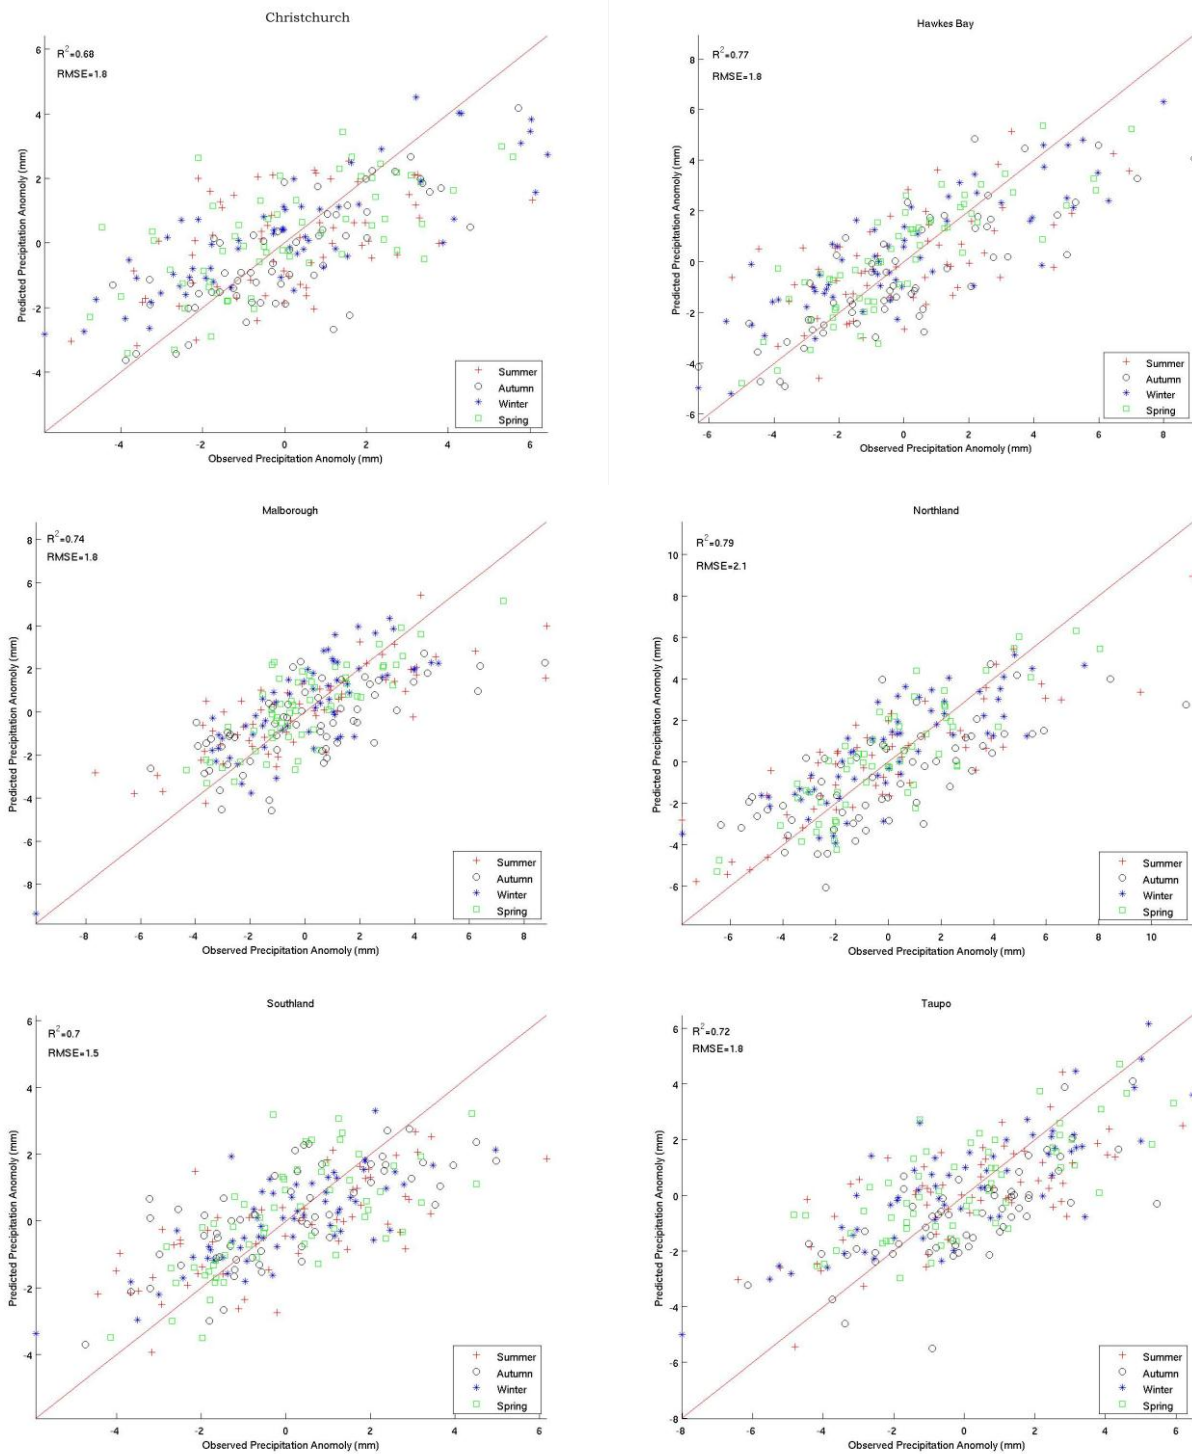 Christchurch
R²=0.68
RMSE=1.8
Predicted Precipitation Anomoly (mm)
6
4
2
0
-2
-4
-4 -2 0 2 4 6
Observed Precipitation Anomoly (mm)
Summer
Autumn
Winter
Spring
Hawkes Bay
R²=0.77
RMSE=1.8
Predicted Precipitation Anomoly (mm)
8
6
4
2
0
-2
-4
-6
-6 -4 -2 0 2 4 6 8
Observed Precipitation Anomoly (mm)
Summer
Autumn
Winter
Spring
Malborough
R²=0.74
RMSE=1.8
Predicted Precipitation Anomoly (mm)
8
6
4
2
0
-2
-4
-6
-8
-8 -6 -4 -2 0 2 4 6 8
Observed Precipitation Anomoly (mm)
Summer
Autumn
Winter
Spring
Northland
R²=0.79
RMSE=2.1
Predicted Precipitation Anomoly (mm)
10
8
6
4
2
0
-2
-4
-6
-6 -4 -2 0 2 4 6 8 10
Observed Precipitation Anomoly (mm)
Summer
Autumn
Winter
Spring
Southland
R²=0.7
RMSE=1.5
Predicted Precipitation Anomoly (mm)
6
4
2
0
-2
-4
-4 -2 0 2 4 6
Observed Precipitation Anomoly (mm)
Summer
Autumn
Winter
Spring
Taupo
R²=0.72
RMSE=1.8
Predicted Precipitation Anomoly (mm)
6
4
2
0
-2
-4
-6
-8
-8 -6 -4 -2 0 2 4 6
Observed Precipitation Anomoly (mm)
Summer
Autumn
Winter
Spring